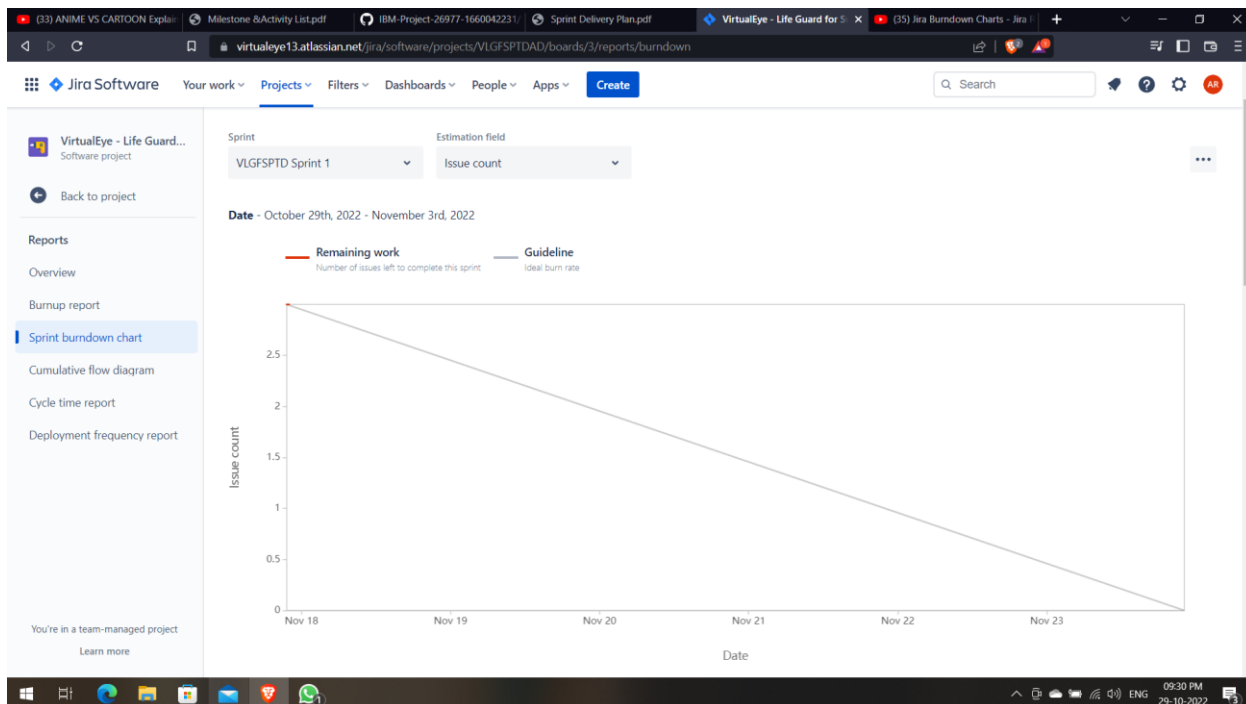 (33) ANIME VS CARTOON Explai
Milestone &Activity List.pdf
IBM-Project-26977-1660042231/
Sprint Delivery Plan.pdf
VirtualEye - Life Guard for S
(35) Jira Burndown Charts - Jira
virtualeye13.atlassian.net/jira/software/projects/VLGFSPTDAD/boards/3/reports/burndown
Jira Software
Your work
Projects
Filters
Dashboards
People
Apps
Create
Search
AR
VirtualEye - Life Guard...
Software project
Back to project
Reports
Overview
Burnup report
Sprint burndown chart
Cumulative flow diagram
Cycle time report
Deployment frequency report
You're in a team-managed project
Learn more
Sprint
Estimation field
VLGFSPTD Sprint 1
Issue count
Date - October 29th, 2022 - November 3rd, 2022
Remaining work
Number of issues left to complete this sprint
Guideline
Ideal burn rate
2.5
2
1.5
1
0.5
0
Issue count
Nov 18
Nov 19
Nov 20
Nov 21
Nov 22
Nov 23
Date
ENG
09:30 PM
29-10-2022